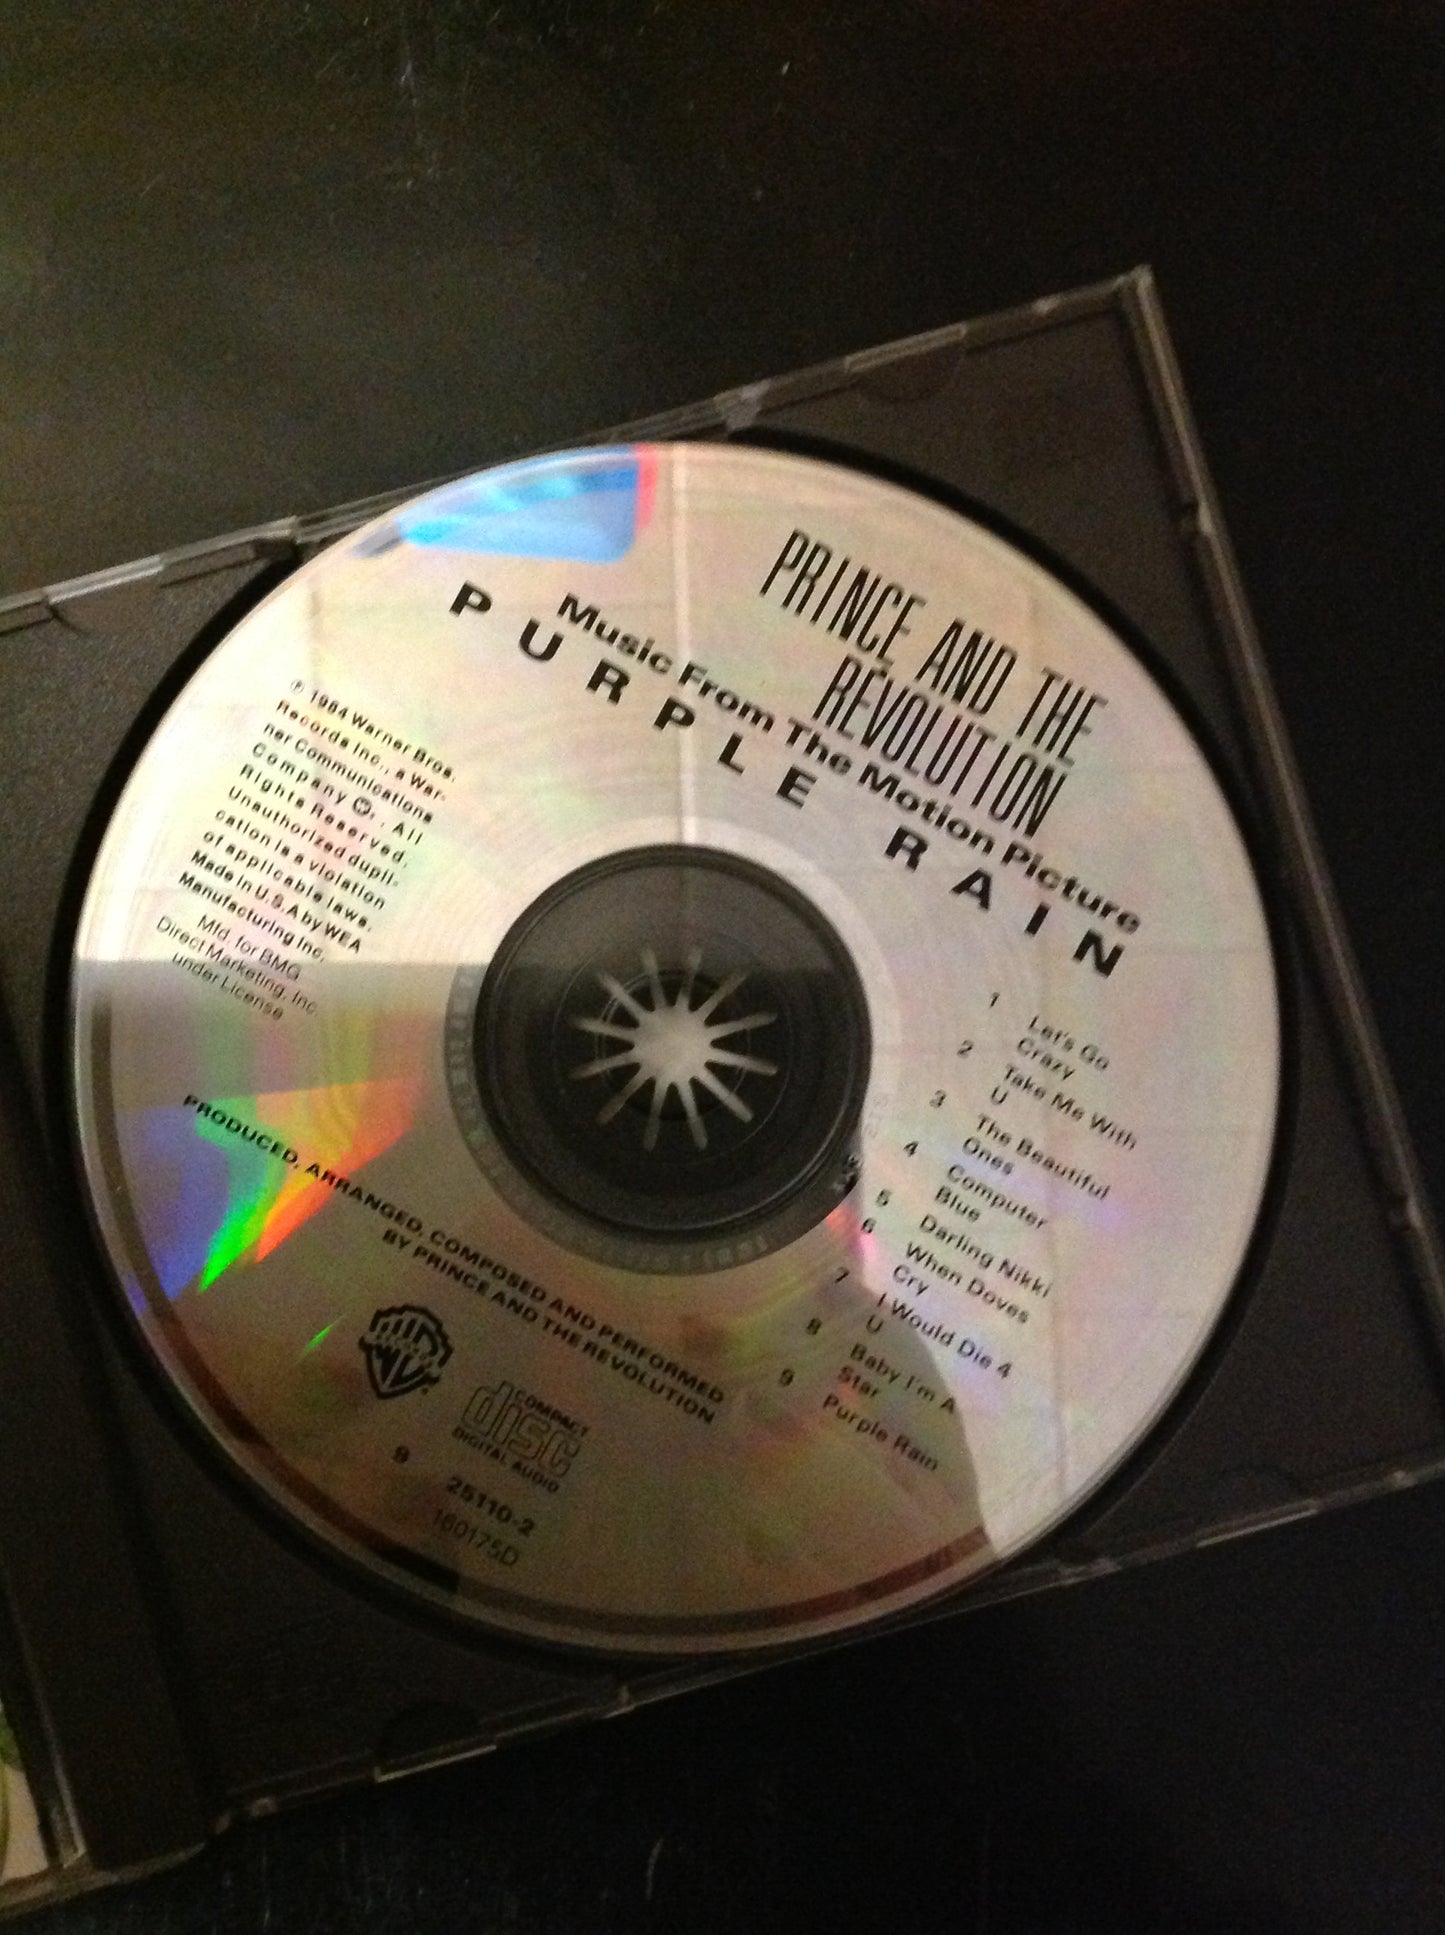 PRINCE AND THE
REVOLUTION
Music From The Motion Picture
PURPLE RAIN
℗ 1984 Warner Bros.
Records Inc., a War-
ner Communications
Company. All
Rights Reserved.
Unauthorized dupli-
cation is a violation
of applicable laws.
Made in U.S.A by WEA
Manufacturing Inc.
Mfd. for BMG
Direct Marketing, Inc.
under License
1 Let's Go
Crazy
2 Take Me With
U
3 The Beautiful
Ones
4 Computer
Blue
5 Darling Nikki
6 When Doves
Cry
7 I Would Die 4
U
8 Baby I'm A
Star
9 Purple Rain
PRODUCED, ARRANGED, COMPOSED AND PERFORMED
BY PRINCE AND THE REVOLUTION
COMPACT
disc
DIGITAL AUDIO
9 25110-2
160175D